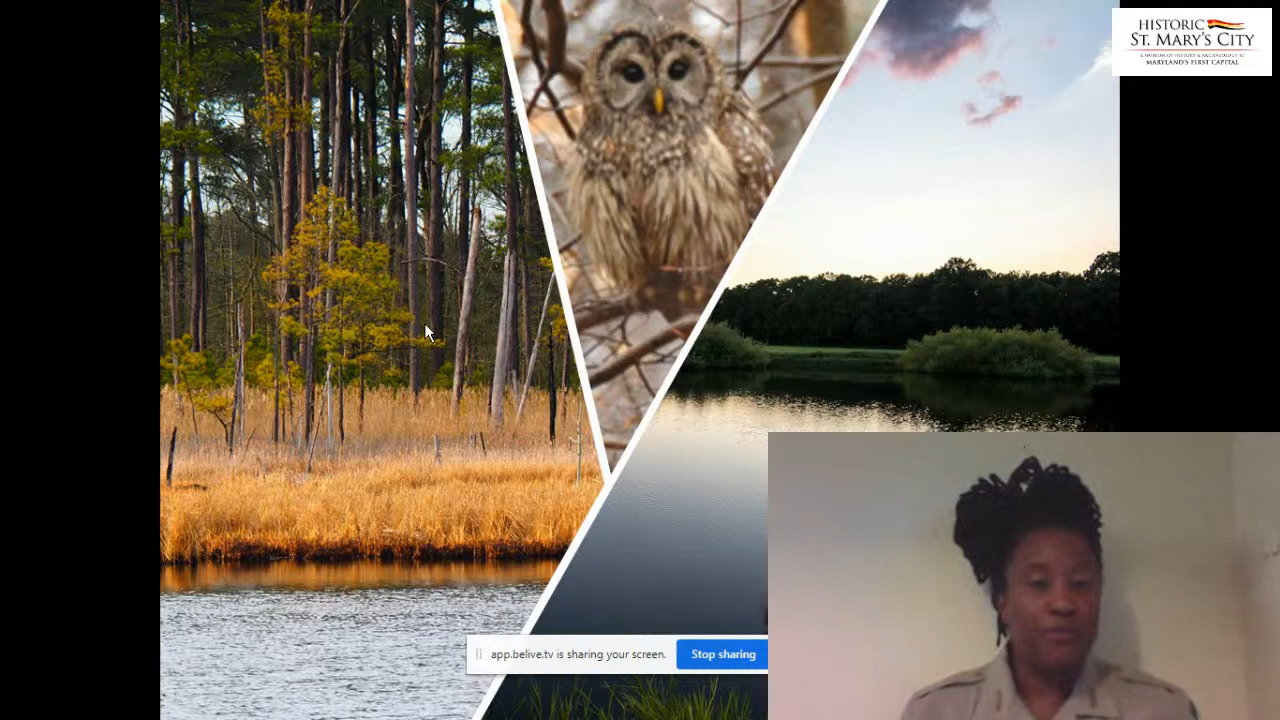 HISTORIC
ST. MARY'S CITY
A MUSEUM OF HISTORY & ARCHAEOLOGY AT
MARYLAND'S FIRST CAPITAL
app.belive.tv is sharing your screen.
Stop sharing